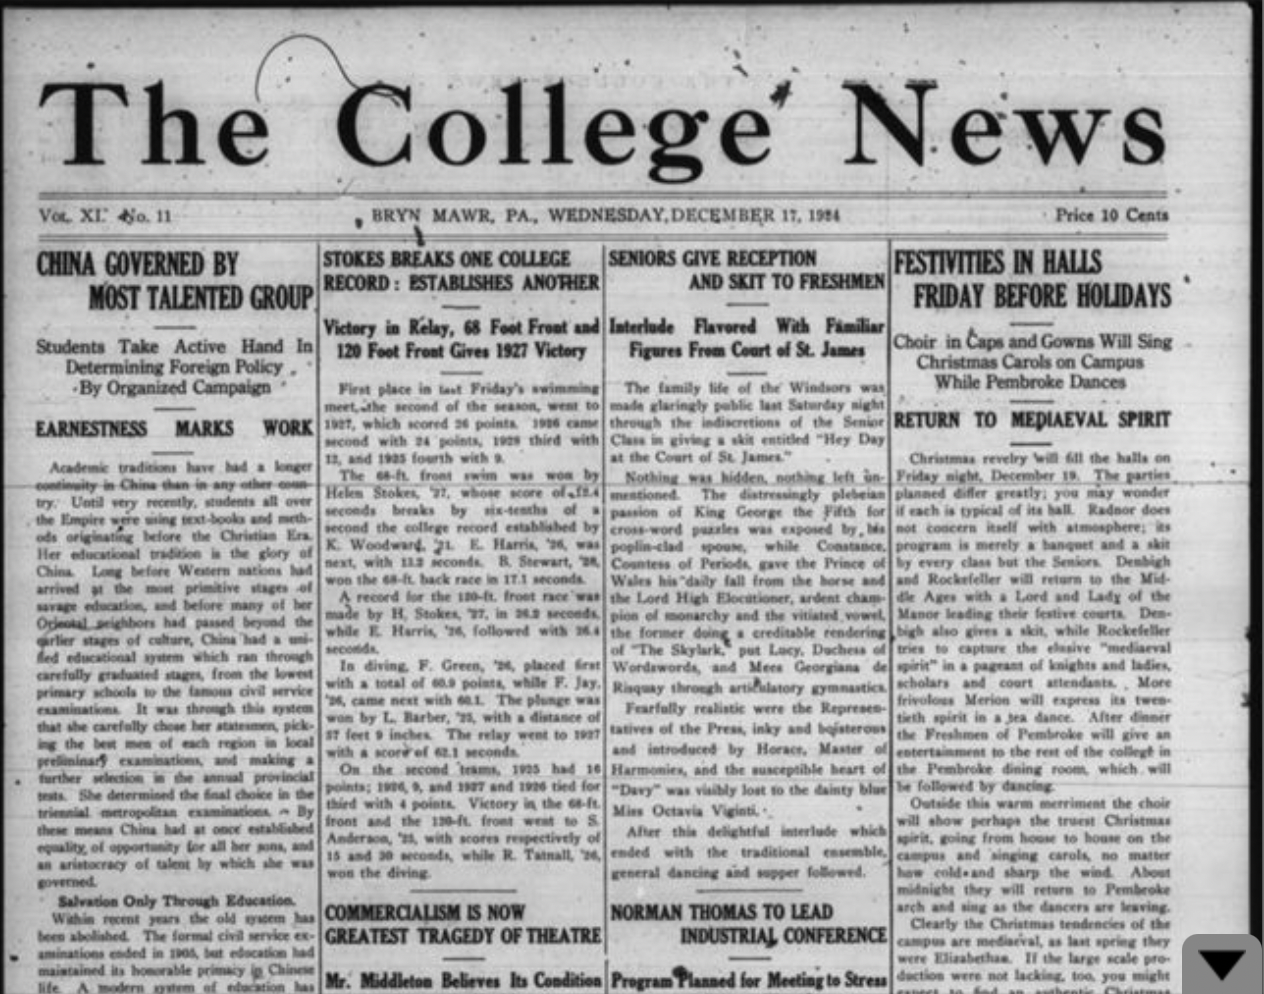 The College News
VOL. XI. No. 11
BRYN MAWR, PA., WEDNESDAY, DECEMBER 17, 1924
Price 10 Cents
CHINA GOVERNED BY
MOST TALENTED GROUP
Students Take Active Hand In
Determining Foreign Policy
By Organized Campaign
EARNESTNESS MARKS WORK
Academic traditions have had a longer
continuity in China than in any other coun-
try. Until very recently, students all over
the Empire were using text-books and meth-
ods originating before the Christian Era.
Her educational tradition is the glory of
China. Long before Western nations had
arrived at the most primitive stages of
savage education, and before many of her
Oriental neighbors had passed beyond the
earlier stages of culture, China had a uni-
fied educational system which ran through
carefully graduated stages, from the lowest
primary schools to the famous civil service
examinations. It was through this system
that she carefully chose her statesmen, pick-
ing the best men of each region in local
preliminary examinations, and making a
further selection in the annual provincial
tests. She determined the final choice in the
triennial metropolitan examinations. By
these means China had at once established
equality of opportunity for all her sons, and
an aristocracy of talent by which she was
governed.
Salvation Only Through Education.
Within recent years the old system has
been abolished. The formal civil service ex-
aminations ended in 1905, but education had
maintained its honorable primacy in Chinese
life. A modern system of education has
STOKES BREAKS ONE COLLEGE
RECORD : ESTABLISHES ANOTHER
Victory in Relay, 68 Foot Front and
120 Foot Front Gives 1927 Victory
First place in last Friday's swimming
meet, the second of the season, went to
1927, which scored 26 points. 1926 came
second with 24 points, 1928 third with
12, and 1925 fourth with 9.
The 68-ft. front swim was won by
Helen Stokes, '27, whose score of 12.4
seconds breaks by six-tenths of a
second the college record established by
K. Woodward, '21. E. Harris, '26, was
next, with 13.2 seconds. B. Stewart, '28,
won the 68-ft. back race in 17.1 seconds.
A record for the 120-ft. front race was
made by H. Stokes, '27, in 26.2 seconds,
while E. Harris, '26, followed with 26.4
seconds.
In diving, F. Green, '26, placed first
with a total of 60.9 points, while F. Jay,
'26, came next with 60.1. The plunge was
won by L. Barber, '25, with a distance of
57 feet 9 inches. The relay went to 1927
with a score of 62.1 seconds.
On the second teams, 1925 had 16
points; 1928, 9, and 1927 and 1926 tied for
third with 4 points. Victory in the 68-ft.
front and the 120-ft. front went to S.
Anderson, '25, with scores respectively of
15 and 30 seconds, while R. Tatnall, '26,
won the diving.
COMMERCIALISM IS NOW
GREATEST TRAGEDY OF THEATRE
Mr. Middleton Believes Its Condition
SENIORS GIVE RECEPTION
AND SKIT TO FRESHMEN
Interlude Flavored With Familiar
Figures From Court of St. James
The family life of the Windsors was
made glaringly public last Saturday night
through the indiscretions of the Senior
Class in giving a skit entitled "Hey Day
at the Court of St. James."
Nothing was hidden, nothing left un-
mentioned. The distressingly plebeian
passion of King George the Fifth for
cross-word puzzles was exposed by his
poplin-clad spouse, while Constance,
Countess of Periods, gave the Prince of
Wales his daily fall from the horse and
the Lord High Elocutioner, ardent cham-
pion of monarchy and the vitiated vowel,
the former doing a creditable rendering
of "The Skylark," put Lucy, Duchess of
Wordswords, and Mees Georgiana de
Risquay through articulatory gymnastics.
Fearfully realistic were the Represen-
tatives of the Press, inky and boisterous
and introduced by Horace, Master of
Harmonies, and the susceptible heart of
"Davy" was visibly lost to the dainty blue
Miss Octavia Viginti.
After this delightful interlude which
ended with the traditional ensemble,
general dancing and supper followed.
NORMAN THOMAS TO LEAD
INDUSTRIAL CONFERENCE
Program Planned for Meeting to Stress
FESTIVITIES IN HALLS
FRIDAY BEFORE HOLIDAYS
Choir in Caps and Gowns Will Sing
Christmas Carols on Campus
While Pembroke Dances
RETURN TO MEDIAEVAL SPIRIT
Christmas revelry will fill the halls on
Friday night, December 19. The parties
planned differ greatly; you may wonder
if each is typical of its hall. Radnor does
not concern itself with atmosphere; its
program is merely a banquet and a skit
by every class but the Seniors. Denbigh
and Rockefeller will return to the Mid-
dle Ages with a Lord and Lady of the
Manor leading their festive courts. Den-
bigh also gives a skit, while Rockefeller
tries to capture the elusive "mediaeval
spirit" in a pageant of knights and ladies,
scholars and court attendants. More
frivolous Merion will express its twen-
tieth spirit in a tea dance. After dinner
the Freshmen of Pembroke will give an
entertainment to the rest of the college in
the Pembroke dining room, which will
be followed by dancing.
Outside this warm merriment the choir
will show perhaps the truest Christmas
spirit, going from house to house on the
campus and singing carols, no matter
how cold and sharp the wind. About
midnight they will return to Pembroke
arch and sing as the dancers are leaving.
Clearly the Christmas tendencies of the
campus are mediaeval, as last spring they
were Elizabethan. If the large scale pro-
duction were not lacking, too, you might
expect to find an authentic Christmas